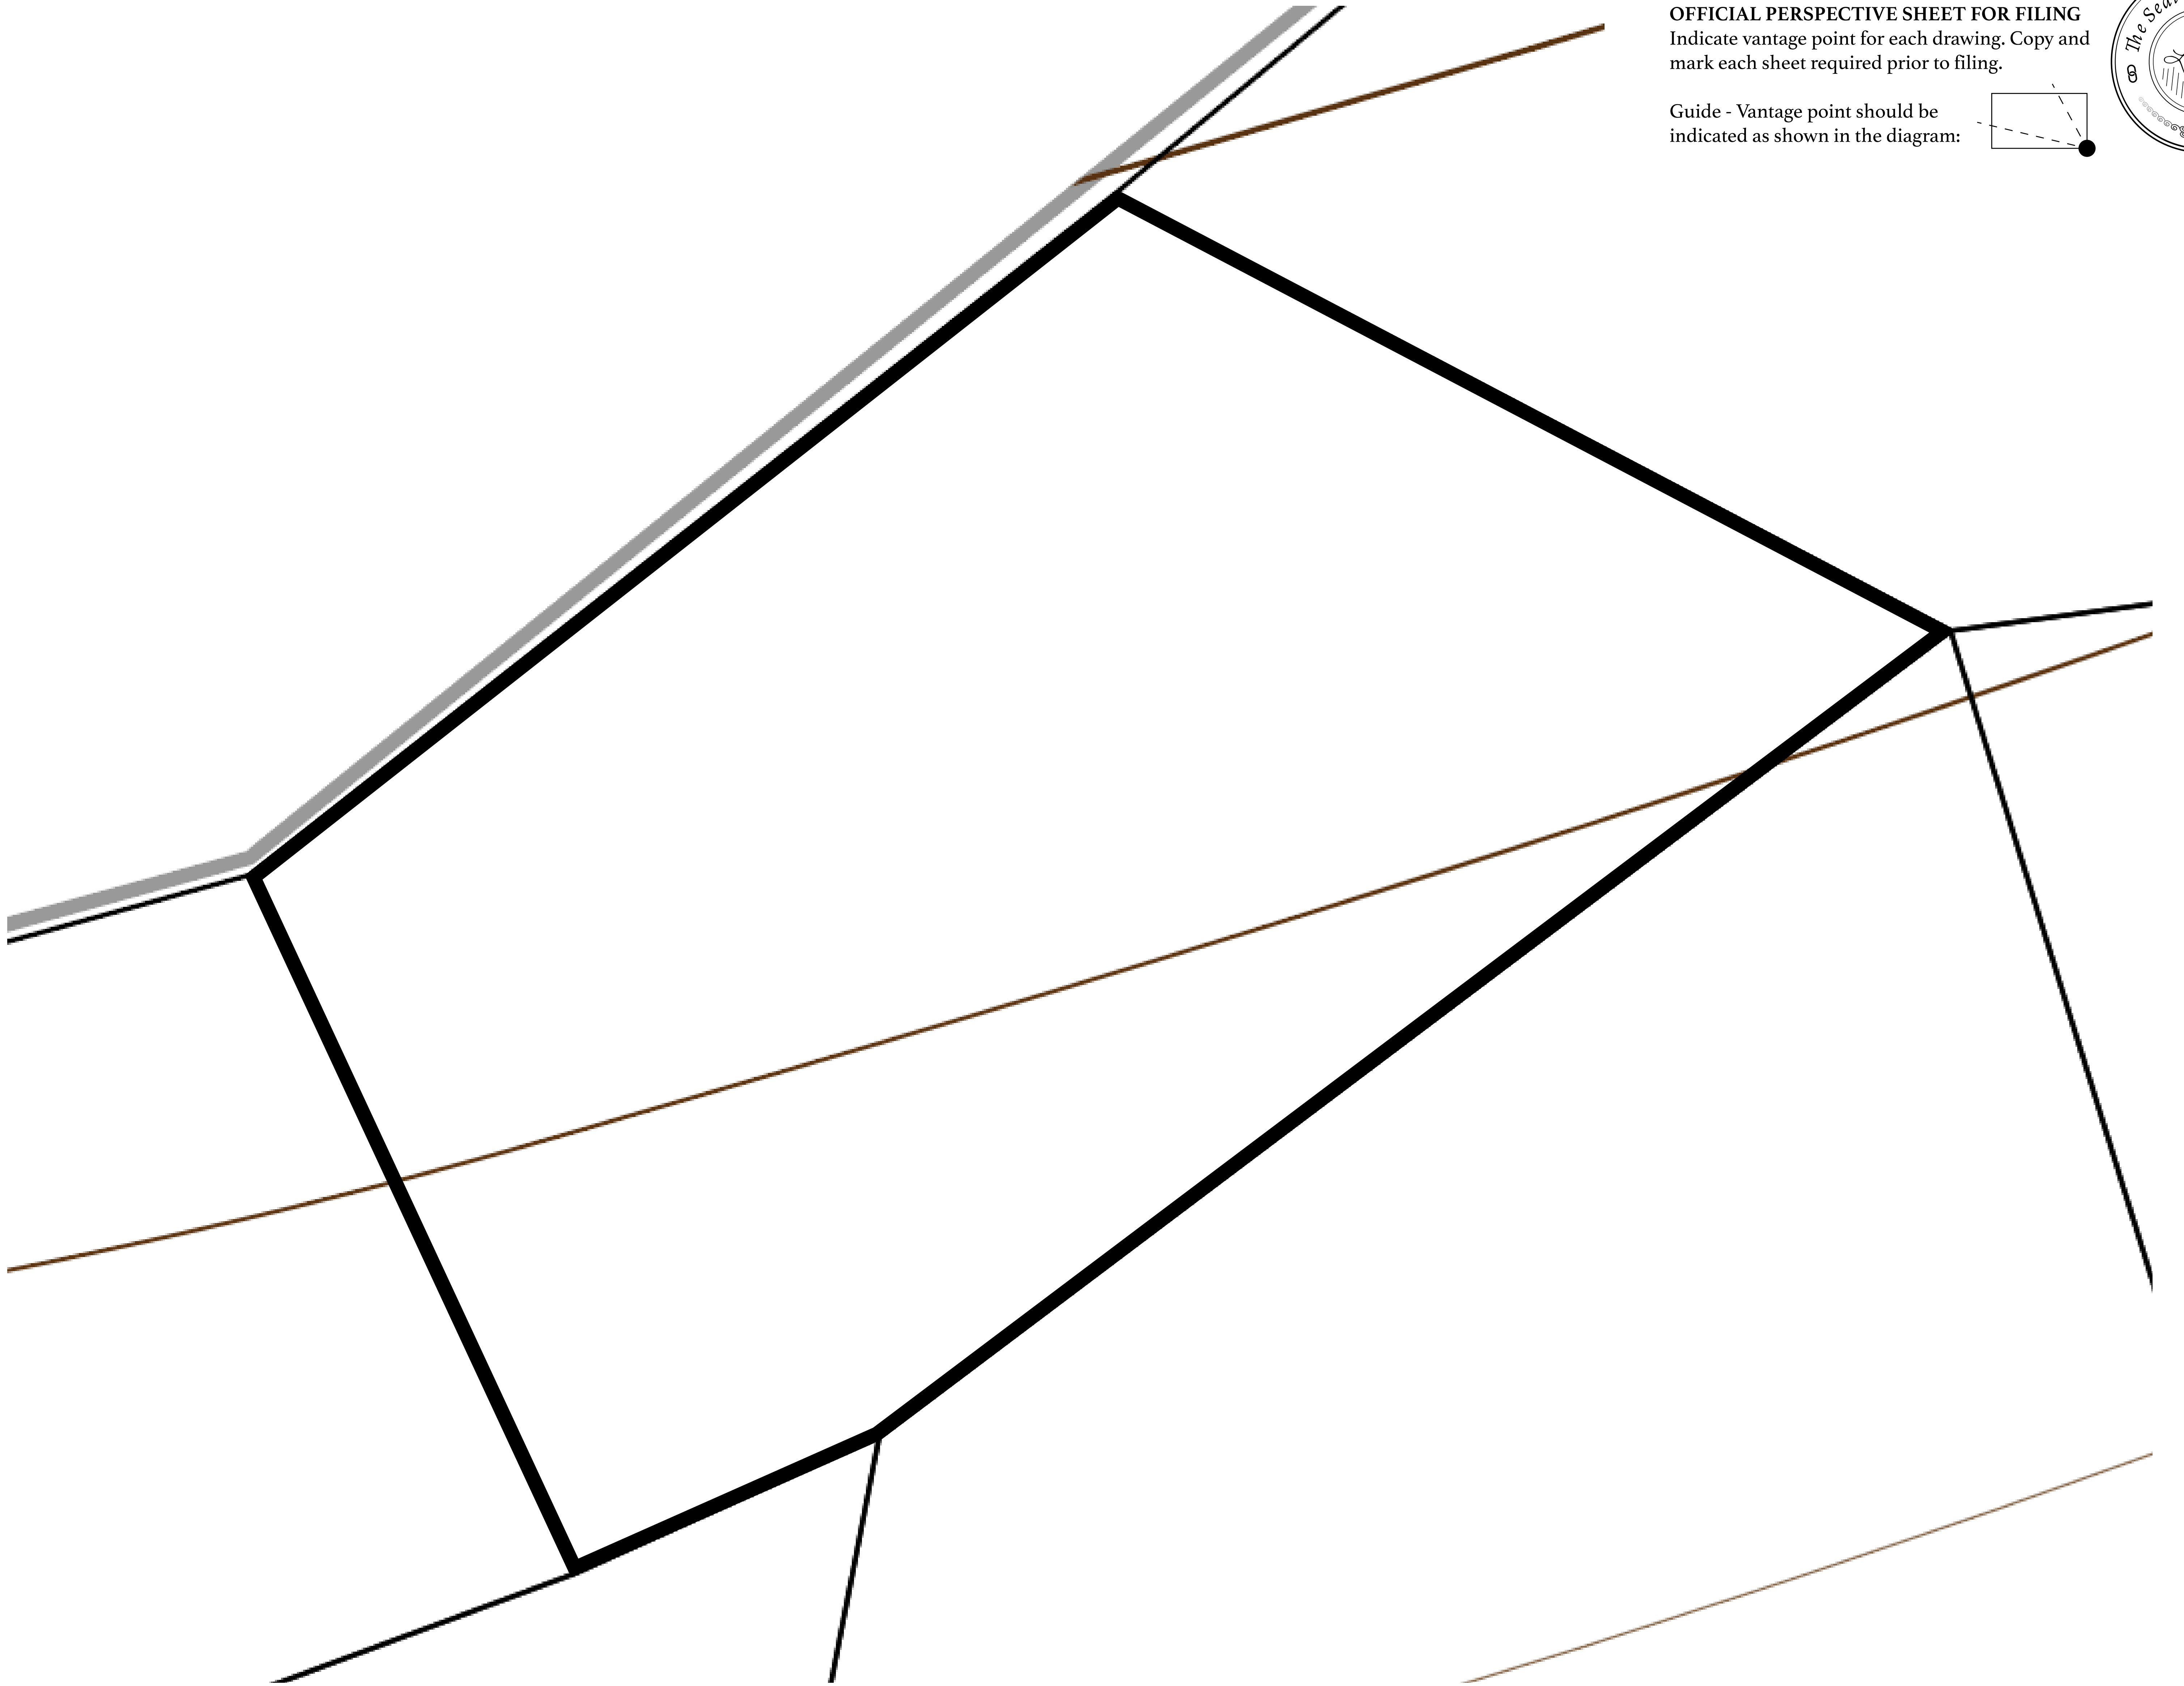 OFFICIAL PERSPECTIVE SHEET FOR FILING
Indicate vantage point for each drawing. Copy and
mark each sheet required prior to filing.
Guide - Vantage point should be
indicated as shown in the diagram:
The